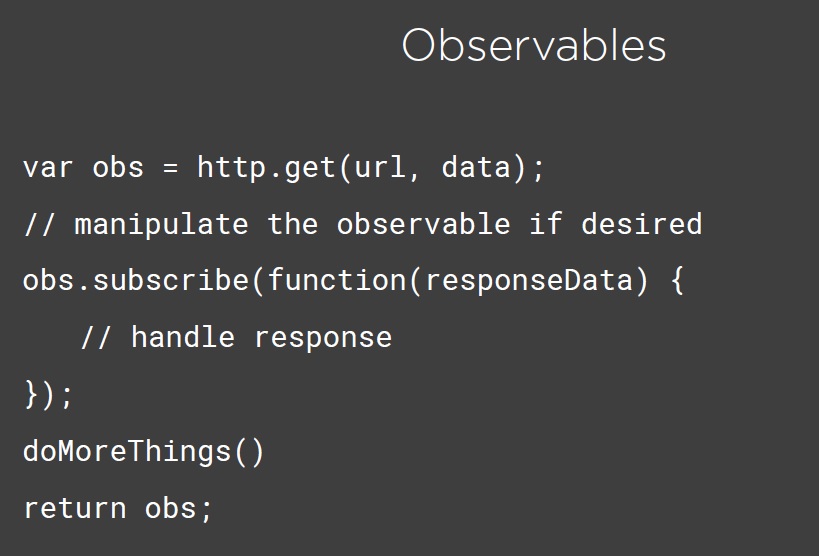 Observables
var obs = http.get(url, data);
// manipulate the observable if desired
obs.subscribe(function(responseData) {
// handle response
});
doMoreThings()
return obs;